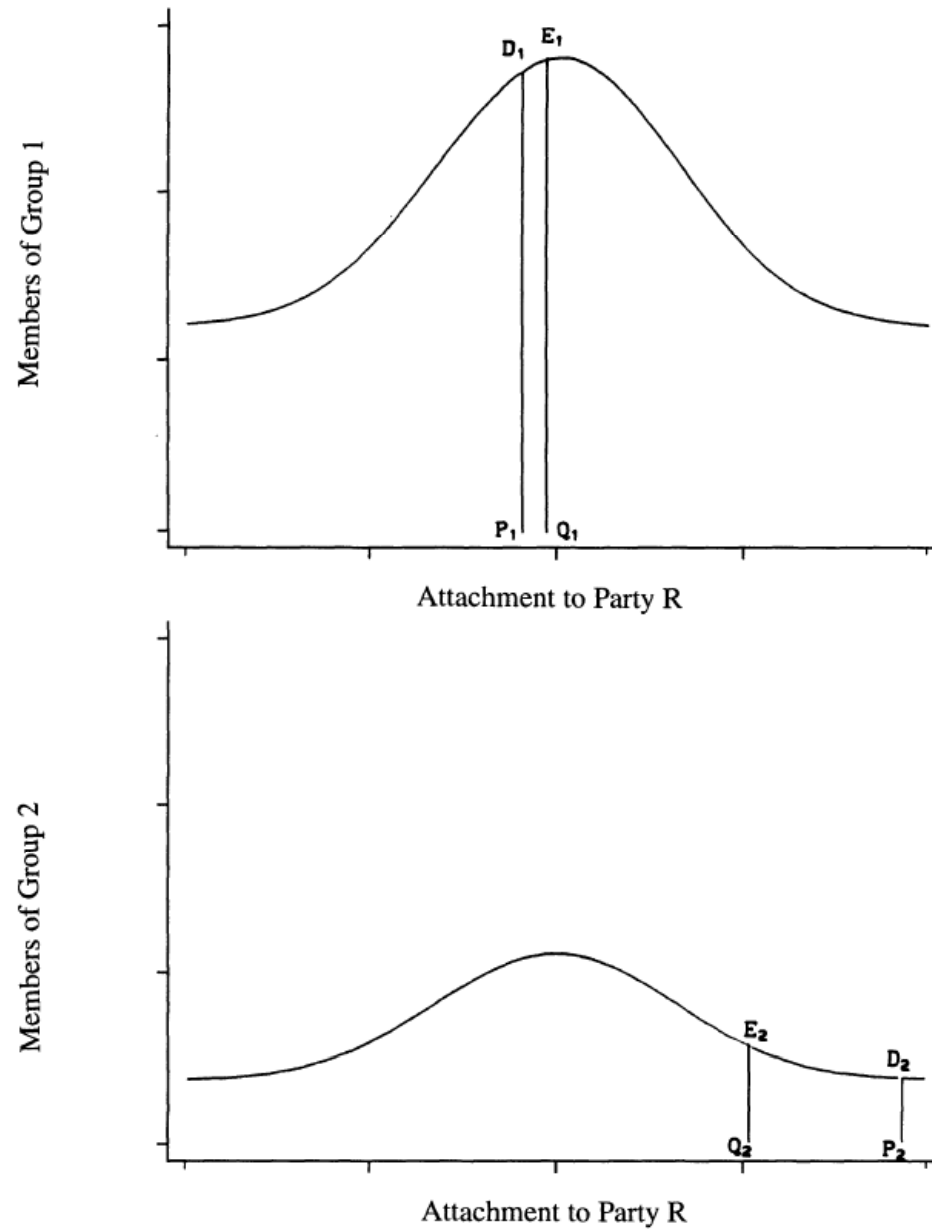 Members of Group 1
D₁
E₁
P₁
Q₁
Attachment to Party R
Members of Group 2
E₂
D₂
Q₂
P₂
Attachment to Party R